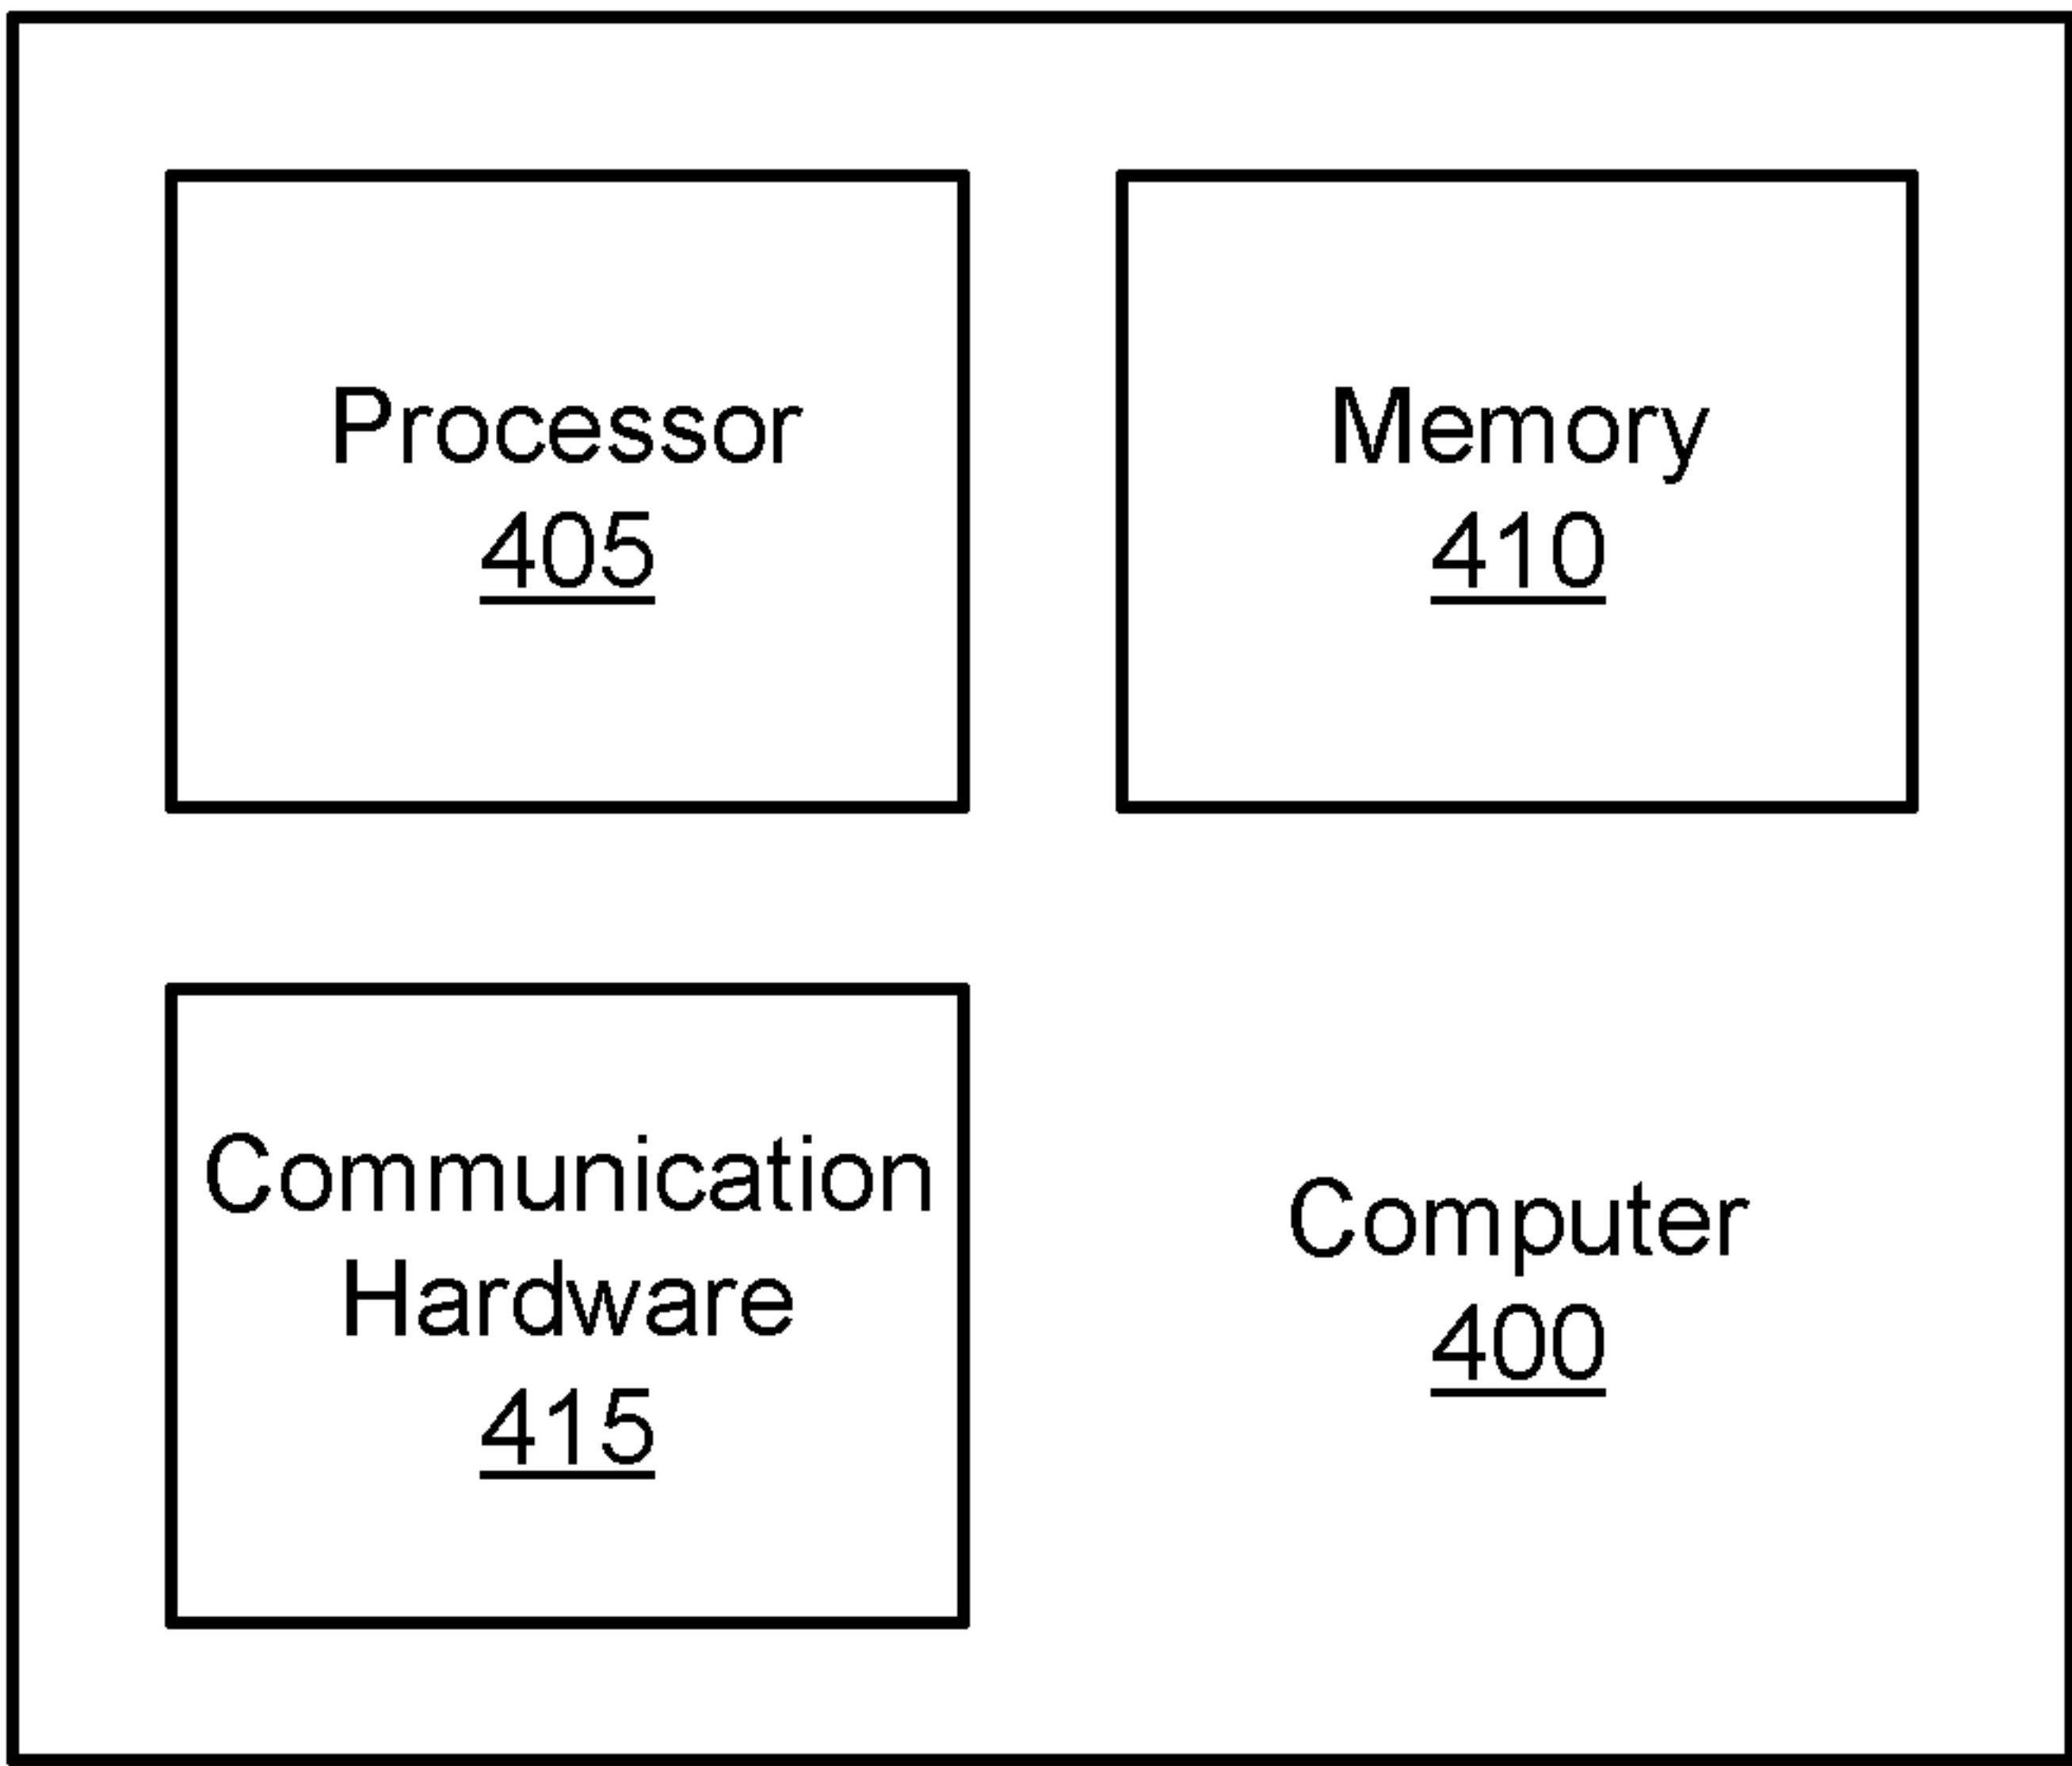 Processor
405
Memory
410
Communication
Hardware
415
Computer
400